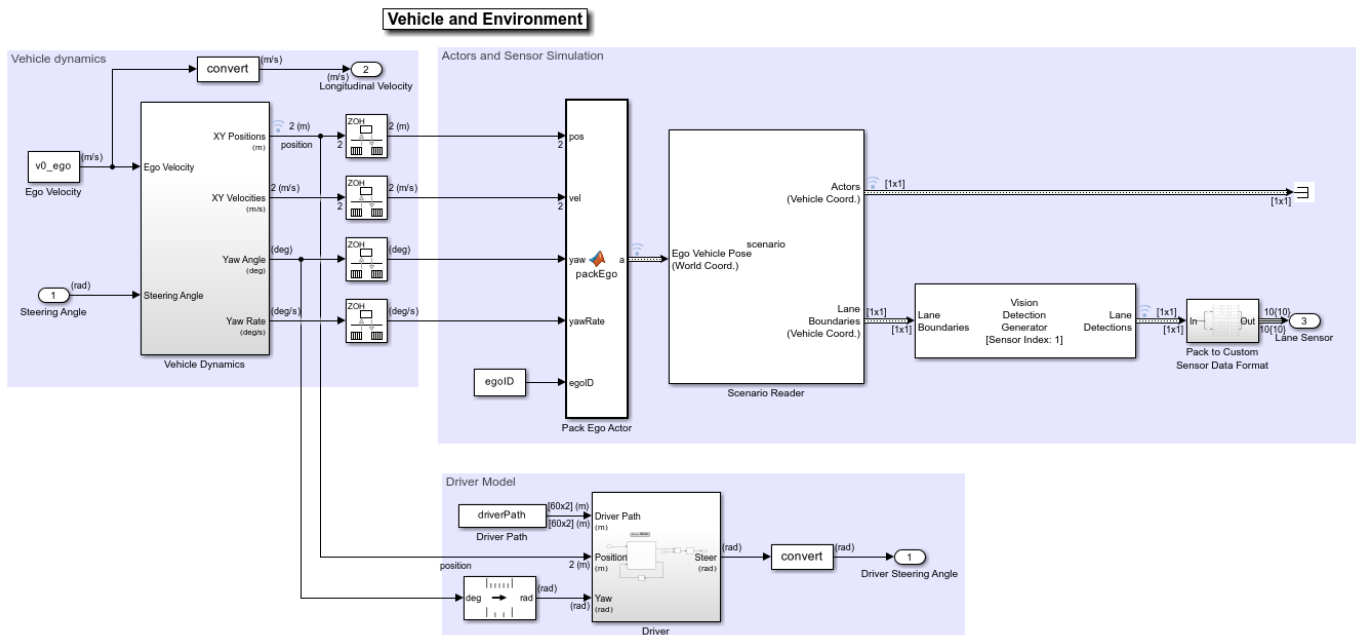 Vehicle and Environment
Vehicle dynamics
convert
(m/s)
(m/s)
2
Longitudinal Velocity
v0_ego
(m/s)
Ego Velocity
1
(rad)
Steering Angle
Ego Velocity
Steering Angle
XY Positions
(m)
XY Velocities
(m/s)
Yaw Angle
(deg)
Yaw Rate
(deg/s)
Vehicle Dynamics
2 (m)
position
2
ZOH
2 (m)
2 (m/s)
2
ZOH
2 (m/s)
(deg)
ZOH
(deg)
(deg/s)
ZOH
(deg/s)
Actors and Sensor Simulation
egoID
2
pos
2
vel
yaw
a
packEgo
yawRate
egoID
Pack Ego Actor
Ego Vehicle Pose
(World Coord.)
scenario
Actors
(Vehicle Coord.)
Lane
Boundaries
(Vehicle Coord.)
Scenario Reader
[1x1]
[1x1]
[1x1]
[1x1]
Lane
Boundaries
Vision
Detection
Generator
[Sensor Index: 1]
Lane
Detections
[1x1]
[1x1]
In
Out
Pack to Custom
Sensor Data Format
10{10}
10{10}
3
Lane Sensor
Driver Model
driverPath
Driver Path
[60x2] (m)
[60x2] (m)
position
2 (m)
deg
rad
(rad)
(rad)
Driver Path
(m)
Position
(m)
Yaw
(rad)
Steer
(rad)
Driver
(rad)
convert
(rad)
1
Driver Steering Angle